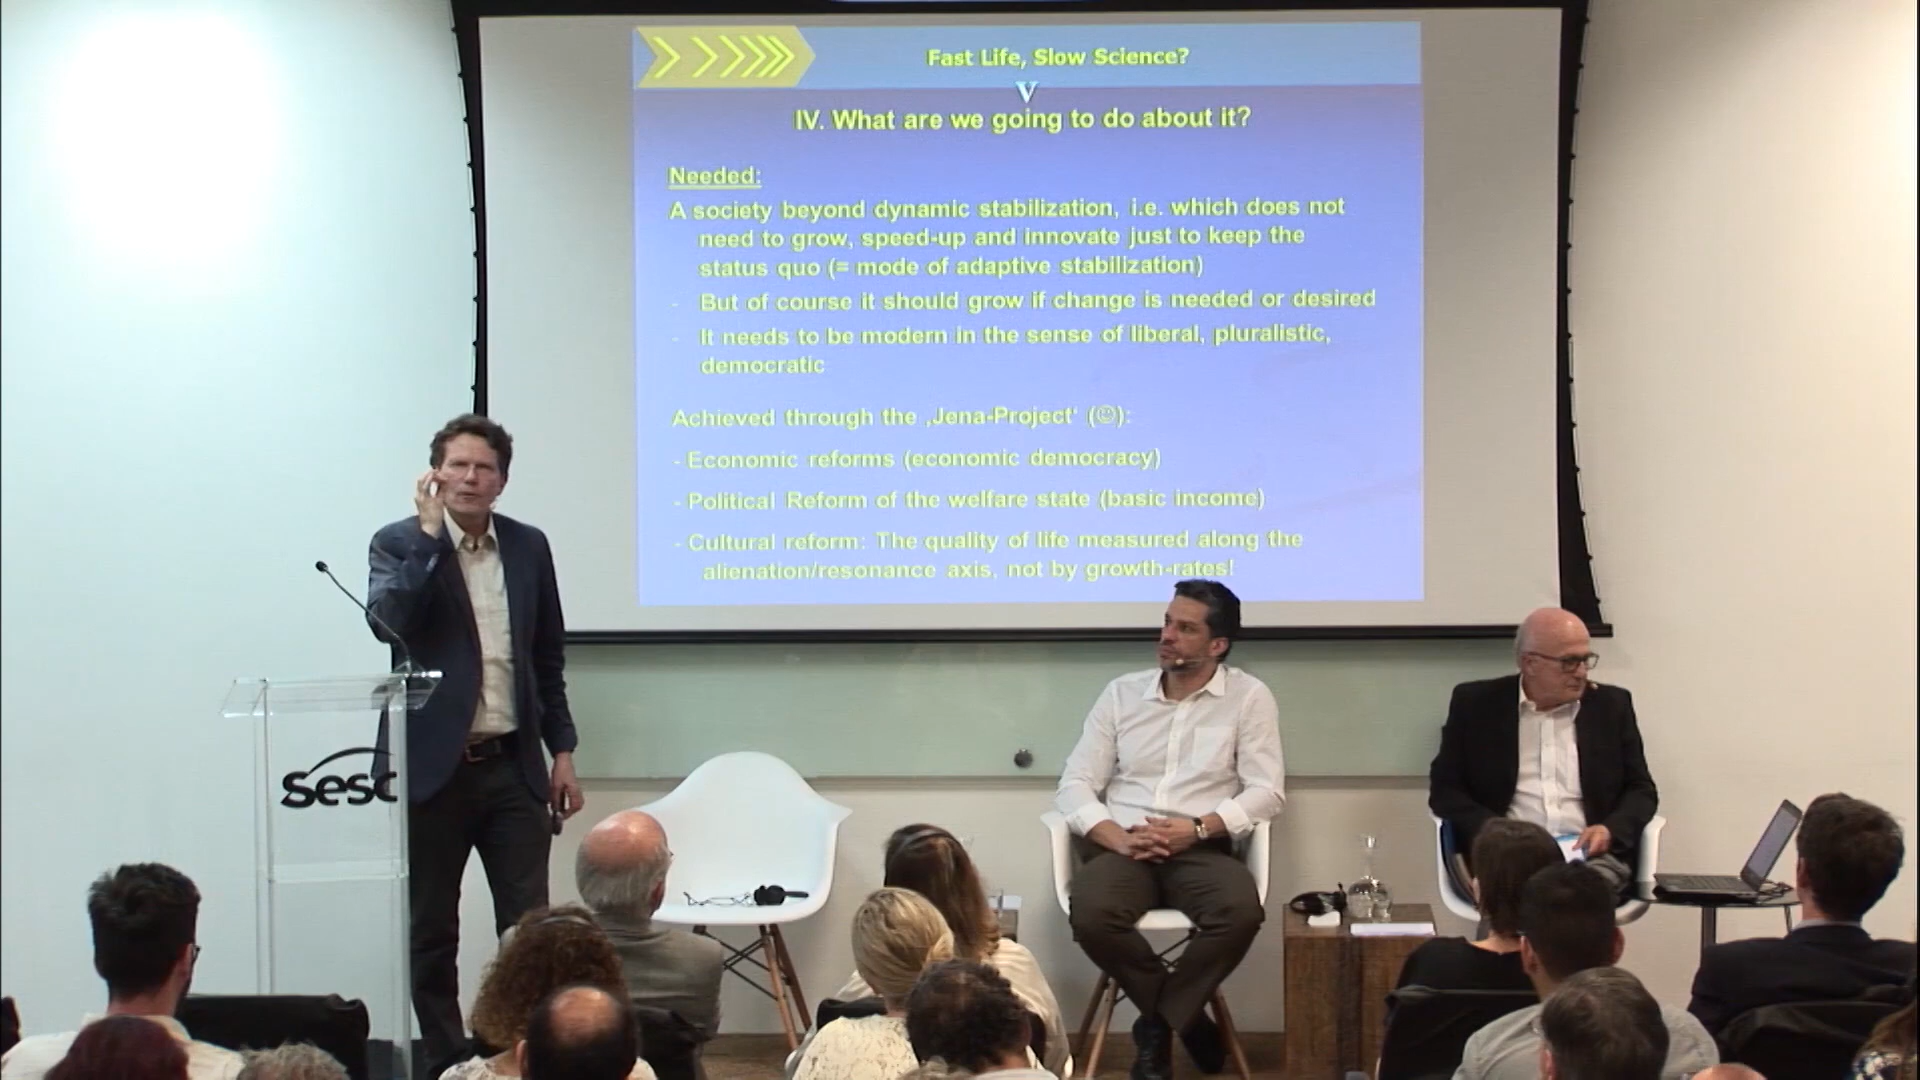 Fast Life, Slow Science?
V
IV. What are we going to do about it?
Needed:
A society beyond dynamic stabilization, i.e. which does not
need to grow, speed-up and innovate just to keep the
status quo (= mode of adaptive stabilization)
- But of course it should grow if change is needed or desired
- It needs to be modern in the sense of liberal, pluralistic,
democratic
Achieved through the ‚Jena-Project‘ (☺):
- Economic reforms (economic democracy)
- Political Reform of the welfare state (basic income)
- Cultural reform: The quality of life measured along the
alienation/resonance axis, not by growth-rates!
sesc